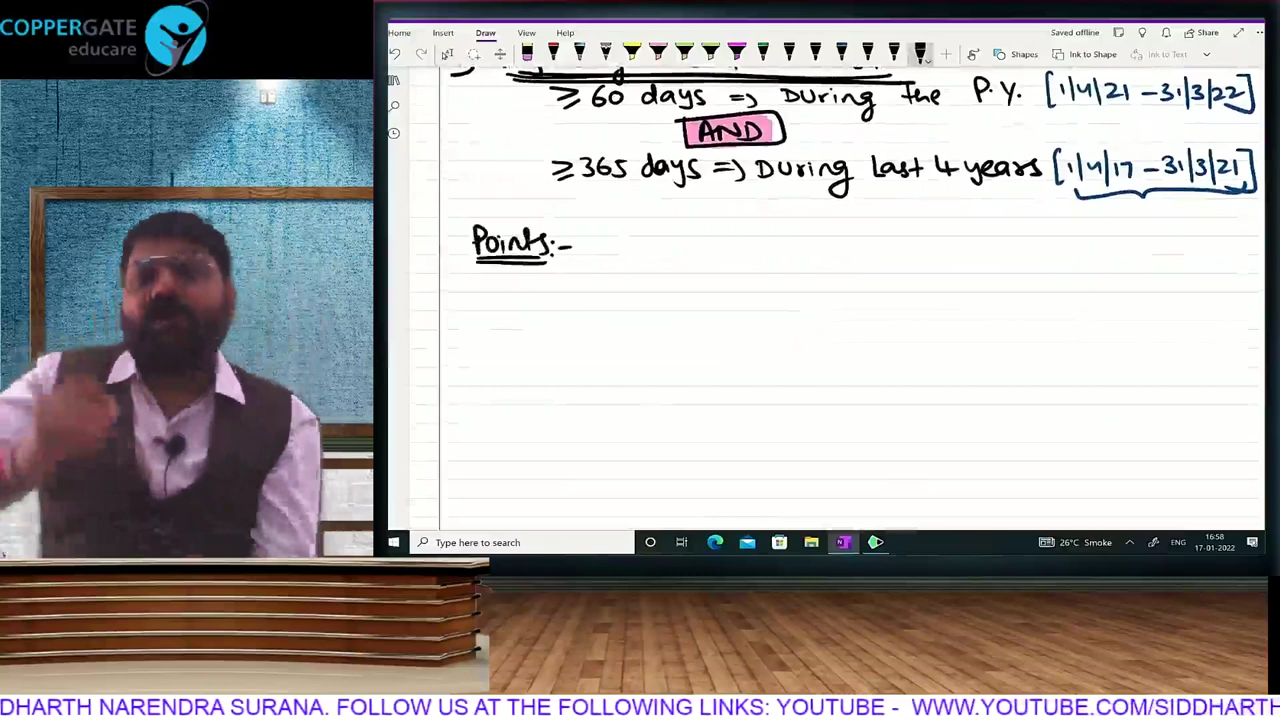 COPPERGATE
educare
Home Insert Draw View Help
Saved offline
Share
Shapes
Ink to Shape
Ink to Text
≥ 60 days => During the P.Y. [1/4/21 - 31/3/22]
AND
≥ 365 days => During last 4 years [1/4/17 - 31/3/21]
Points:-
Type here to search
26°C Smoke
ENG
16:58
17-01-2022
DHARTH NARENDRA SURANA. FOLLOW US AT THE FOLLOWING LINKS: YOUTUBE - WWW.YOUTUBE.COM/SIDDHARTH